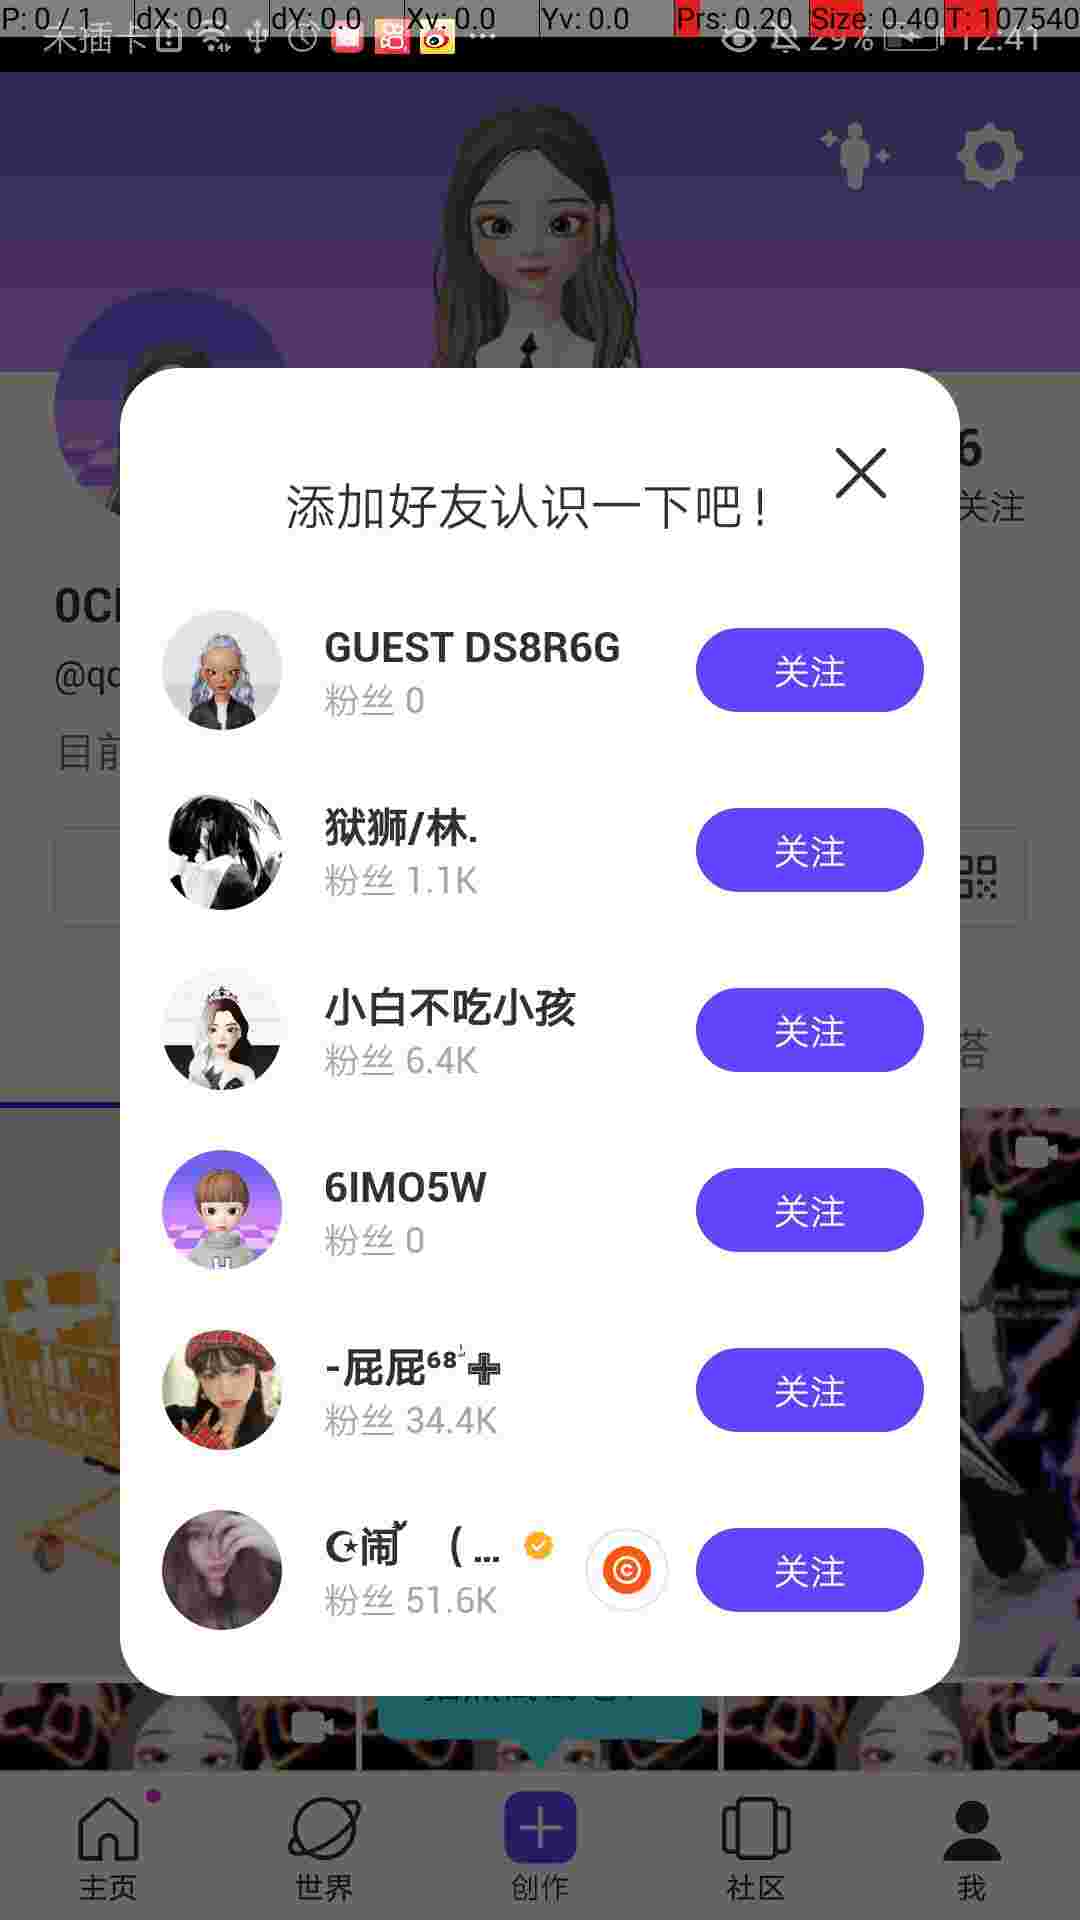 P: 0 / 1 dX: 0.0 dY: 0.0 Xv: 0.0 Yv: 0.0 Prs: 0.20 Size: 0.40 T: 107540
未插卡 29% 12:41
6
关注
添加好友认识一下吧！
@qc
目前
GUEST DS8R6G
粉丝 0
关注
狱狮/林.
粉丝 1.1K
关注
小白不吃小孩
粉丝 6.4K
关注
答
6IMO5W
粉丝 0
关注
-屁屁⁶⁸
粉丝 34.4K
关注
☪闹 ( ...
粉丝 51.6K
关注
主页 世界 创作 社区 我